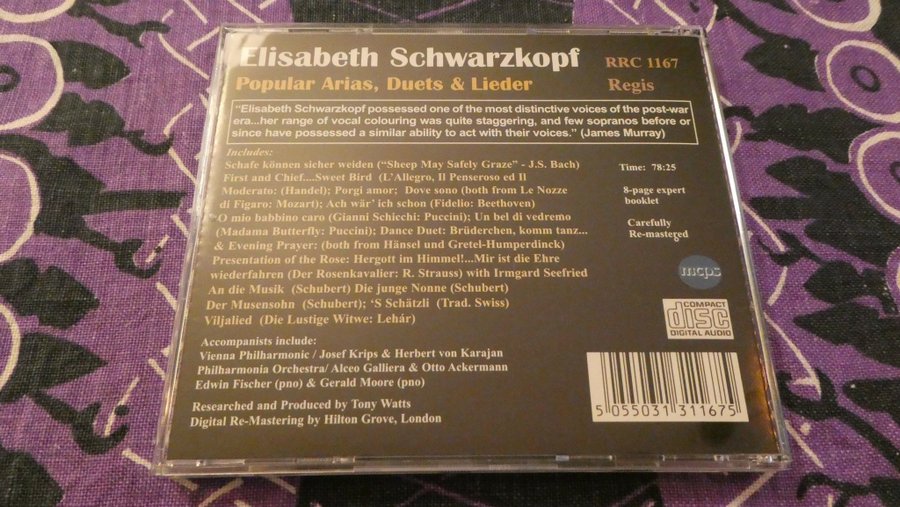 Elisabeth Schwarzkopf
RRC 1167
Popular Arias, Duets & Lieder
Regis
“Elisabeth Schwarzkopf possessed one of the most distinctive voices of the post-war
era...her range of vocal colouring was quite staggering, and few sopranos before or
since have possessed a similar ability to act with their voices.” (James Murray)
Includes:
Schafe können sicher weiden (“Sheep May Safely Graze” - J.S. Bach)
First and Chief....Sweet Bird (L’Allegro, Il Penseroso ed Il
Moderato: (Handel); Porgi amor; Dove sono (both from Le Nozze
di Figaro: Mozart); Ach wär’ ich schon (Fidelio: Beethoven)
O mio babbino caro (Gianni Schicchi: Puccini); Un bel di vedremo
(Madama Butterfly: Puccini); Dance Duet: Brüderchen, komm tanz...
& Evening Prayer: (both from Hänsel und Gretel-Humperdinck)
Presentation of the Rose: Hergott im Himmel!...Mir ist die Ehre
wiederfahren (Der Rosenkavalier: R. Strauss) with Irmgard Seefried
An die Musik (Schubert) Die junge Nonne (Schubert)
Der Musensohn (Schubert); ‘S Schätzli (Trad. Swiss)
Viljalied (Die Lustige Witwe: Lehár)
Time: 78:25
8-page expert
booklet
Carefully
Re-mastered
mcps
COMPACT
disc
DIGITAL AUDIO
Accompanists include:
Vienna Philharmonic / Josef Krips & Herbert von Karajan
Philharmonia Orchestra/ Alceo Galliera & Otto Ackermann
Edwin Fischer (pno) & Gerald Moore (pno)
Researched and Produced by Tony Watts
Digital Re-Mastering by Hilton Grove, London
5 055031 311675